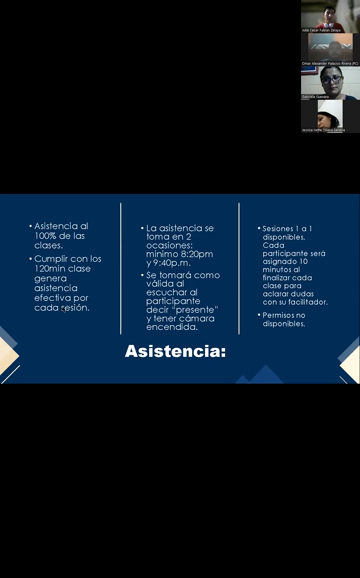 • Asistencia al
100% de las
clases.
• Cumplir con los
120min clase
genera
asistencia
efectiva por
cada sesión.
• La asistencia se
toma en 2
ocasiones:
mínimo 8:20pm
y 9:40p.m.
• Se tomará como
válida al
escuchar al
participante
decir "presente"
y tener cámara
encendida.
• Sesiones 1 a 1
disponibles.
Cada
participante será
asignado 10
minutos al
finalizar cada
clase para
aclarar dudas
con su facilitador.
• Permisos no
disponibles.
Asistencia: